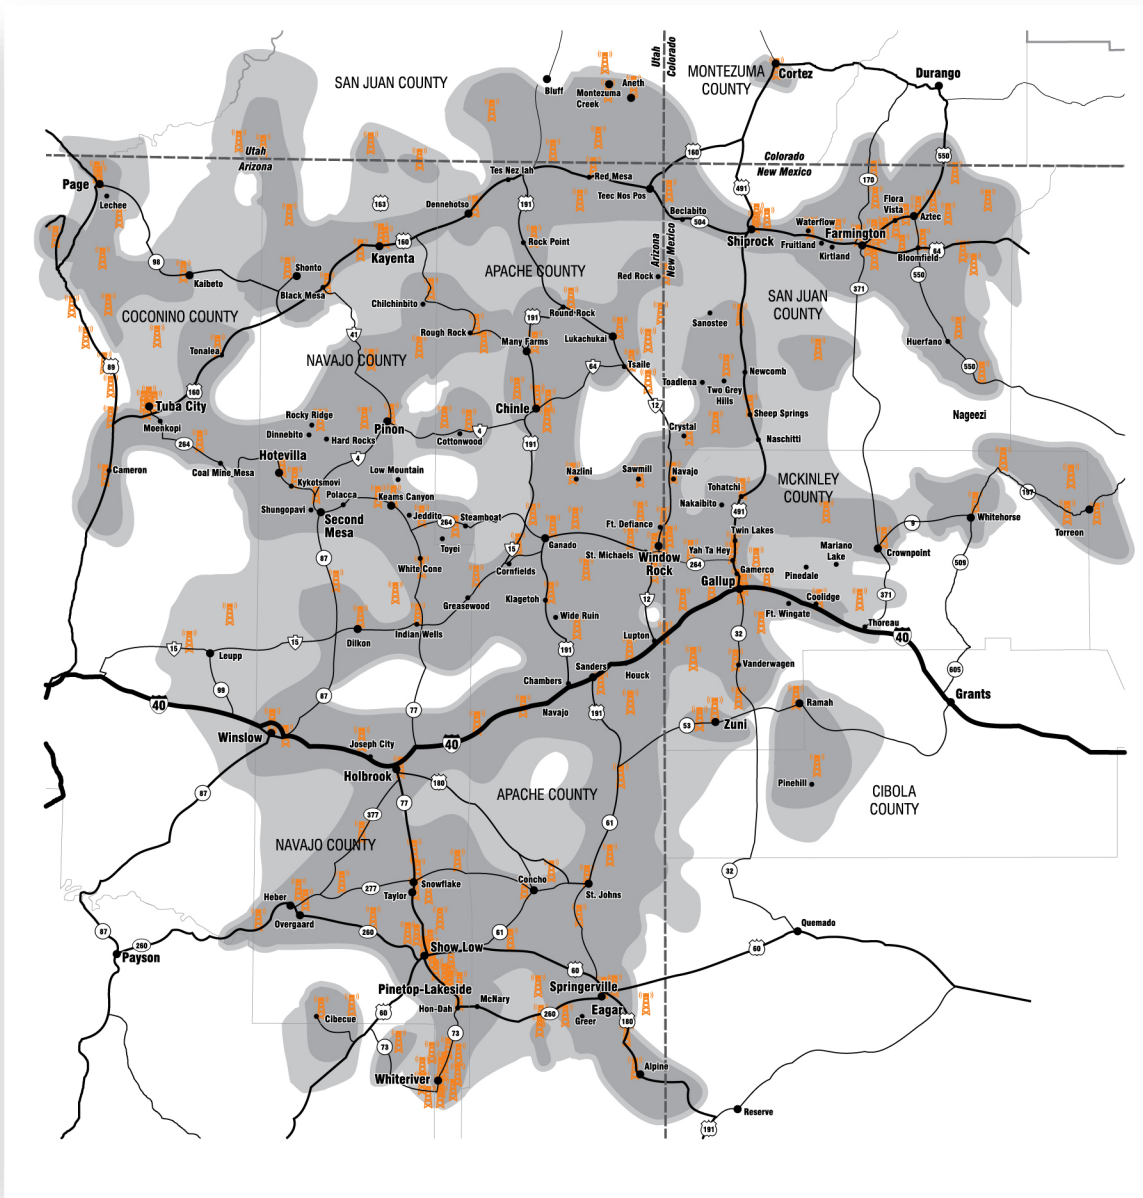 SAN JUAN COUNTY
Utah
Colorado
MONTEZUMA
COUNTY
Cortez
Durango
Bluff
Aneth
Montezuma
Creek
Utah
Arizona
160
Colorado
New Mexico
550
Page
Lechee
Tes Nez Iah
Red Mesa
Teec Nos Pos
491
170
163
Dennehotso
191
Beclabito
504
Flora
Vista
Aztec
Waterflow
Farmington
Shiprock
Fruitland
Kirtland
Bloomfield
64
98
160
Kayenta
Rock Point
Arizona
New Mexico
Kaibeto
Shonto
Black Mesa
APACHE COUNTY
Red Rock
550
371
Chilchinbito
SAN JUAN
COUNTY
COCONINO COUNTY
191
Round Rock
Sanostee
41
Rough Rock
Many Farms
Lukachukai
Huerfano
Tonalea
NAVAJO COUNTY
89
64
Tsaile
Newcomb
550
Toadlena
Two Grey
Hills
160
Tuba City
Moenkopi
Chinle
12
Sheep Springs
Nageezi
Rocky Ridge
Dinnebito
Hard Rocks
Pinon
4
Cottonwood
Crystal
Naschitti
264
191
Hotevilla
4
Coal Mine Mesa
Cameron
Low Mountain
Nazlini
Sawmill
Navajo
MCKINLEY
COUNTY
Kykotsmovi
Polacca
Keams Canyon
Tohatchi
197
Shungopavi
Second
Mesa
Jeddito
264
Steamboat
Ft. Defiance
Nakaibito
491
Whitehorse
9
Torreon
Toyei
15
Ganado
Twin Lakes
87
White Cone
Cornfields
St. Michaels
Window
Rock
Yah Ta Hey
264
Mariano
Lake
Crownpoint
Gamerco
Pinedale
509
Gallup
Klagetoh
12
Coolidge
371
Greasewood
Ft. Wingate
Wide Ruin
Thoreau
Dilkon
Indian Wells
Lupton
32
40
15
15
Leupp
191
Vanderwagen
Sanders
605
99
87
Chambers
Houck
Grants
40
77
Navajo
191
Ramah
53
Zuni
Winslow
Joseph City
40
Holbrook
180
Pinehill
87
APACHE COUNTY
CIBOLA
COUNTY
77
377
61
NAVAJO COUNTY
32
277
Snowflake
Concho
Taylor
St. Johns
Heber
Overgaard
87
260
260
61
Quemado
Payson
Show Low
60
60
Pinetop-Lakeside
Springerville
Hon-Dah
McNary
Eagar
Cibecue
60
260
Greer
180
73
73
Whiteriver
Alpine
Reserve
191